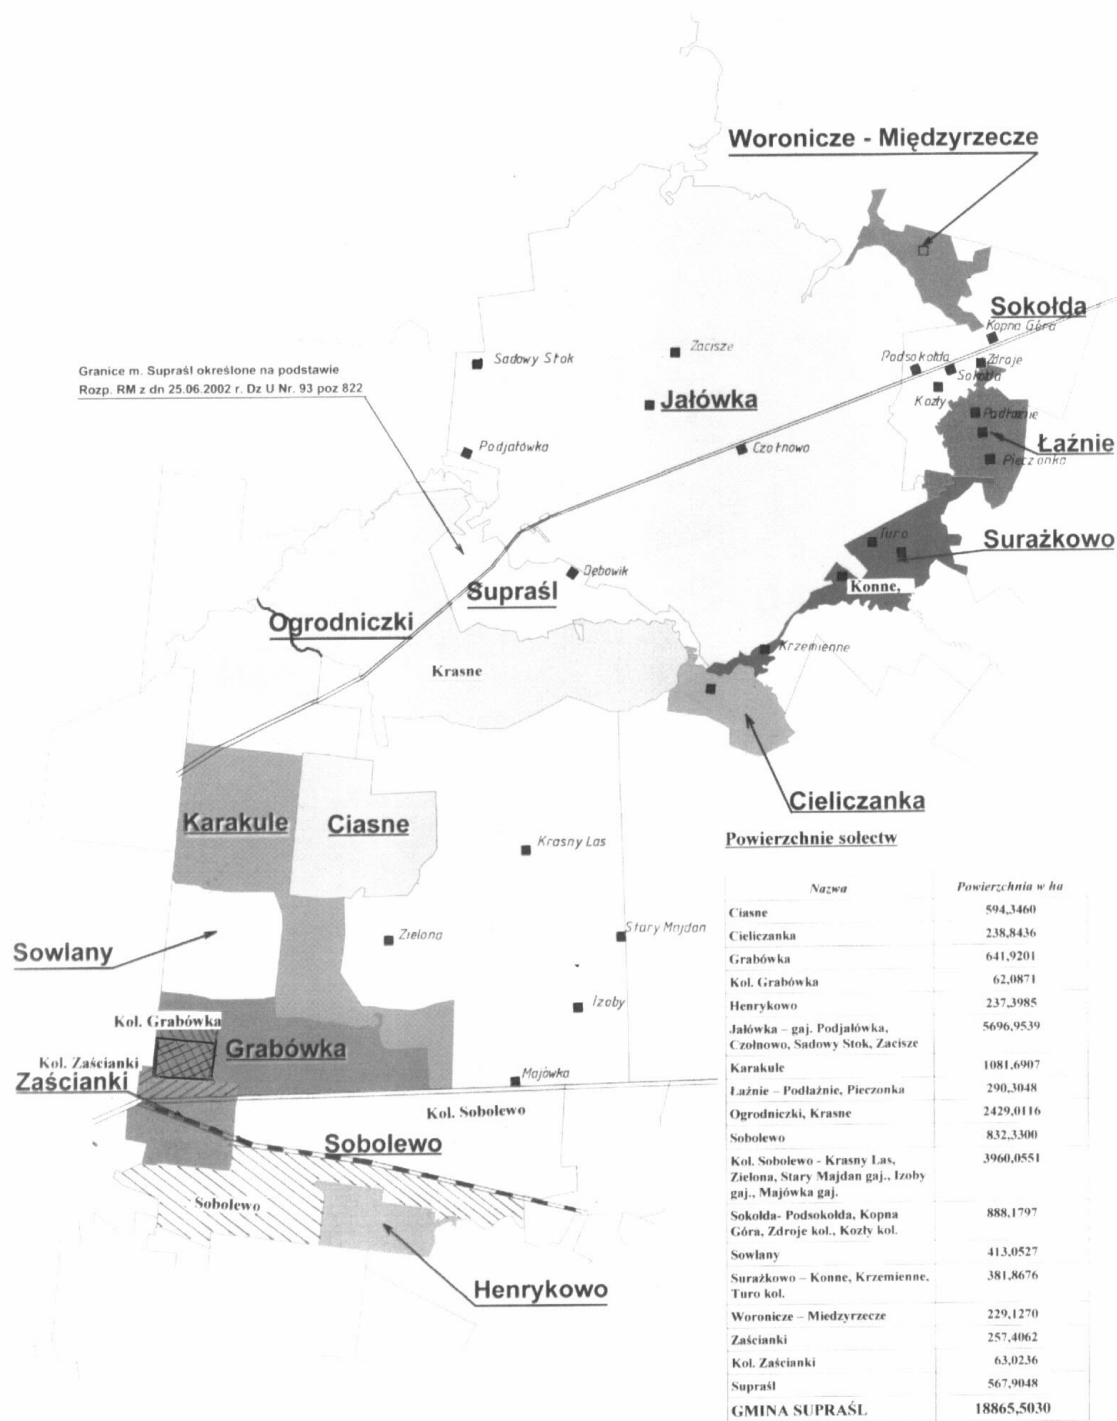 Woronicze - Międzyrzecze
Sokołda
Kopna Góra
Zacisze
Sadowy Stok
Podsokołda
Zdroje
Sokołda
Granice m. Supraśl określone na podstawie
Rozp. RM z dn 25.06.2002 r. Dz U Nr. 93 poz 822
Jałówka
Kozły
Podłaźnie
Łaźnie
Podjałówka
Czołnowo
Pieczonka
Turo
Surażkowo
Dębowik
Supraśl
Konne,
Ogrodniczki
Krasne
Krzemienne
Cieliczanka
Karakule
Ciasne
Krasny Las
Sowlany
Zielona
Stary Majdan
Izoby
Kol. Grabówka
Grabówka
Kol. Zaścianki
Zaścianki
Majówka
Kol. Sobolewo
Sobolewo
Sobolewo
Henrykowo
Powierzchnie sołectw
Nazwa Powierzchnia w ha
Ciasne 594,3460
Cieliczanka 238,8436
Grabówka 641,9201
Kol. Grabówka 62,0871
Henrykowo 237,3985
Jałówka – gaj. Podjałówka, 5696,9539
Czołnowo, Sadowy Stok, Zacisze
Karakule 1081,6907
Łaźnie – Podłaźnie, Pieczonka 290,3048
Ogrodniczki, Krasne 2429,0116
Sobolewo 832,3300
Kol. Sobolewo - Krasny Las, 3960,0551
Zielona, Stary Majdan gaj., Izoby
gaj., Majówka gaj.
Sokołda- Podsokołda, Kopna 888,1797
Góra, Zdroje kol., Kozły kol.
Sowlany 413,0527
Surażkowo – Konne, Krzemienne, 381,8676
Turo kol.
Woronicze – Miedzyrzecze 229,1270
Zaścianki 257,4062
Kol. Zaścianki 63,0236
Supraśl 567,9048
GMINA SUPRAŚL 18865,5030